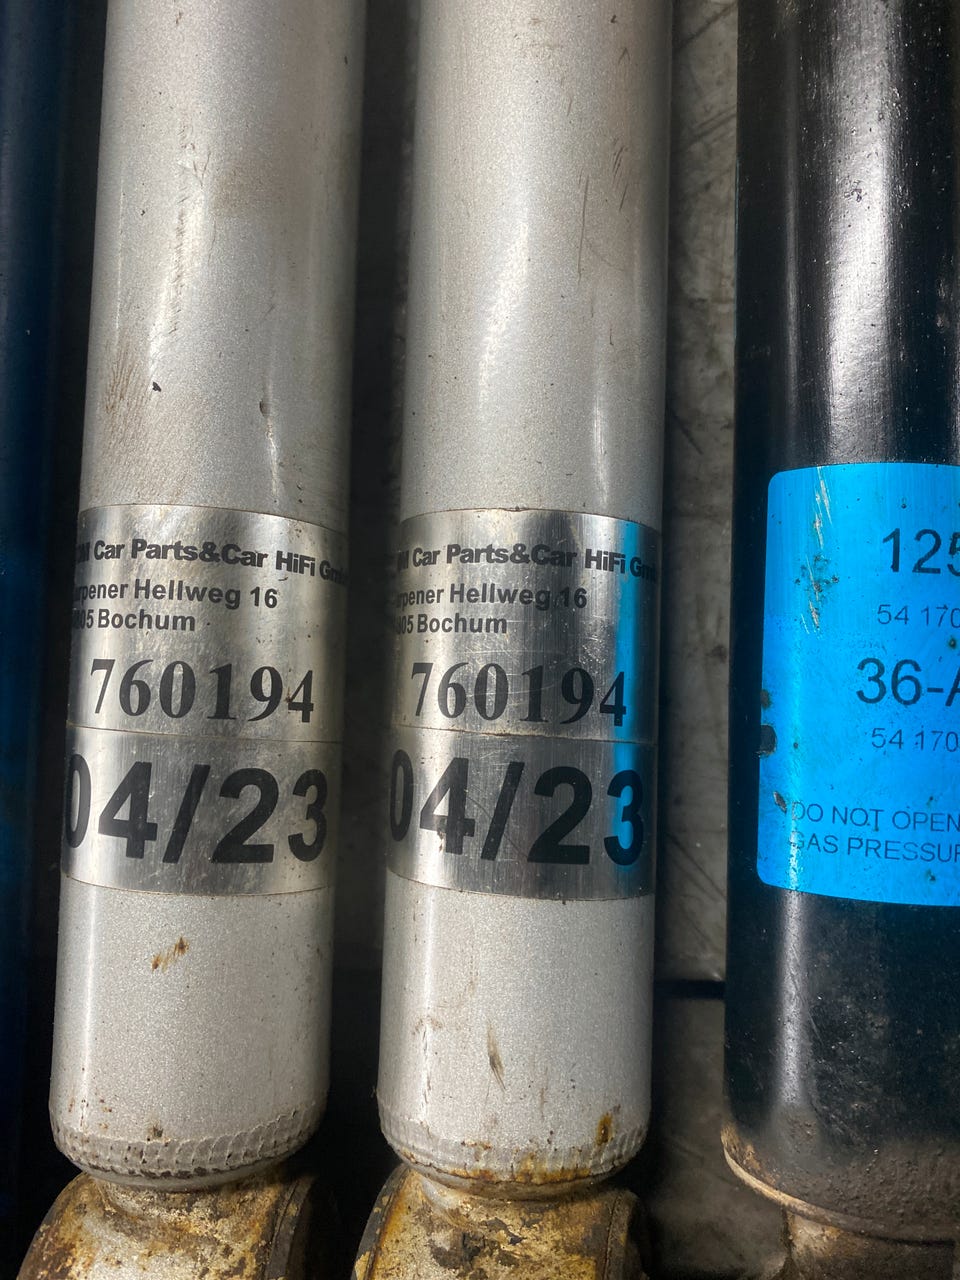 Car Parts&Car HiFi
Hellweg 16
Bochum
760194
04/23
Car Parts&Car HiFi
Hellweg 16
Bochum
760194
04/23
125
54 170
36-A
54 170
DO NOT OPEN
GAS PRESSUR